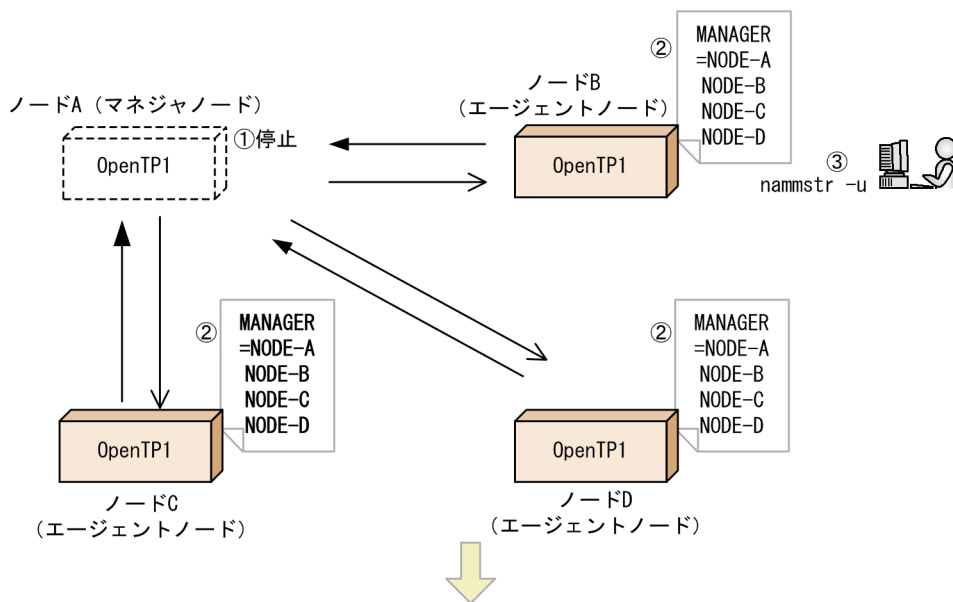 ノードA（マネジャノード）
①停止
OpenTP1
ノードB
（エージェントノード）
OpenTP1
②
MANAGER
=NODE-A
NODE-B
NODE-C
NODE-D
③
nammstr -u
②
MANAGER
=NODE-A
NODE-B
NODE-C
NODE-D
OpenTP1
ノードC
（エージェントノード）
②
MANAGER
=NODE-A
NODE-B
NODE-C
NODE-D
OpenTP1
ノードD
（エージェントノード）